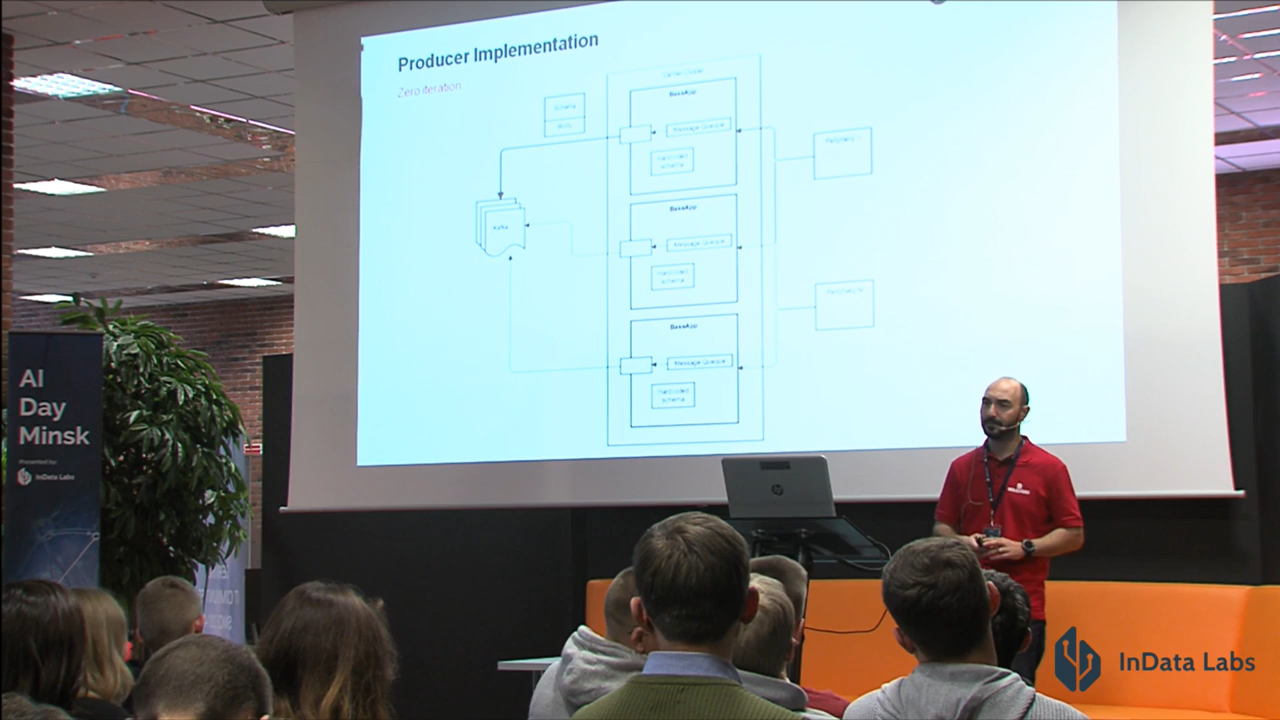 Producer Implementation
Zero iteration
Schema
BaseApp
Message Queue
Hardcoded
schema
Kafka
BaseApp
Message Queue
Hardcoded
schema
BaseApp
Message Queue
Hardcoded
schema
AI
Day
Minsk
Presented by:
InData Labs
hp
InData Labs